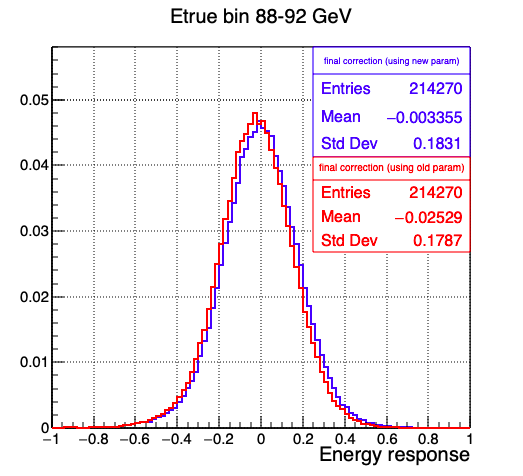 Etrue bin 88-92 GeV
final correction (using new param)
Entries 214270
Mean −0.003355
Std Dev 0.1831
final correction (using old param)
Entries 214270
Mean −0.02529
Std Dev 0.1787
0.05
0.04
0.03
0.02
0.01
0
−1 −0.8 −0.6 −0.4 −0.2 0 0.2 0.4 0.6 0.8 1
Energy response